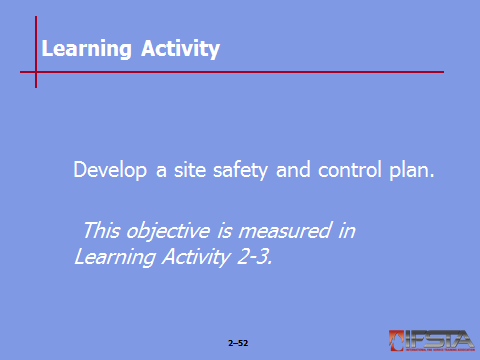 Learning Activity
Develop a site safety and control plan.
This objective is measured in
Learning Activity 2-3.
2–52
IFSTA